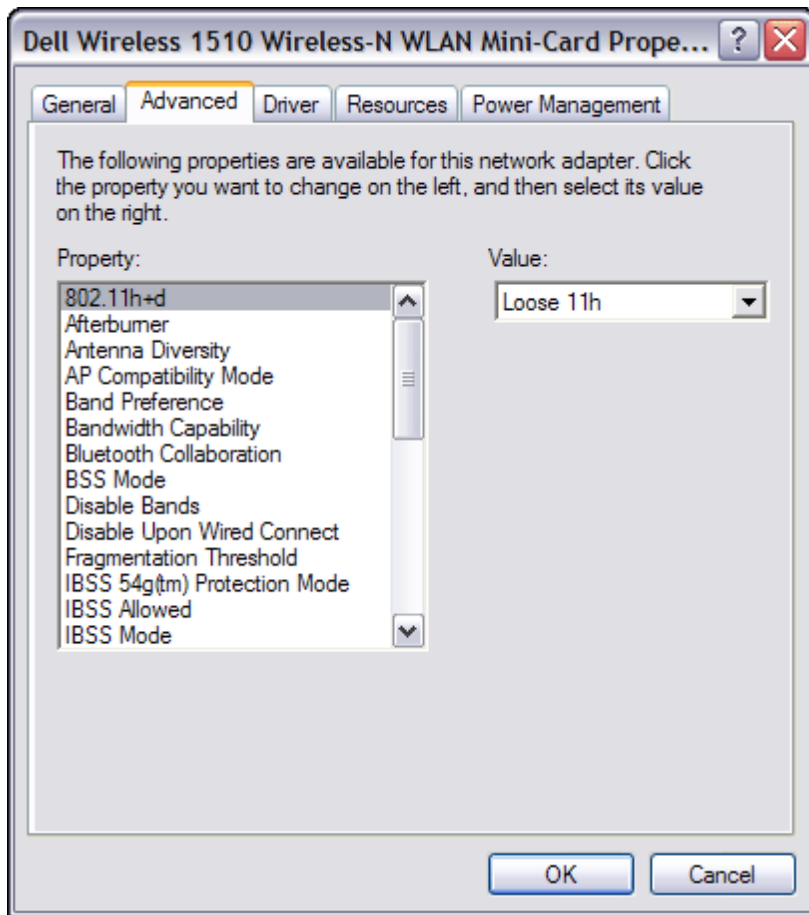 Dell Wireless 1510 Wireless-N WLAN Mini-Card Prope...
General Advanced Driver Resources Power Management
The following properties are available for this network adapter. Click
the property you want to change on the left, and then select its value
on the right.
Property:
802.11h+d
Afterburner
Antenna Diversity
AP Compatibility Mode
Band Preference
Bandwidth Capability
Bluetooth Collaboration
BSS Mode
Disable Bands
Disable Upon Wired Connect
Fragmentation Threshold
IBSS 54g(tm) Protection Mode
IBSS Allowed
IBSS Mode
Value:
Loose 11h
OK Cancel